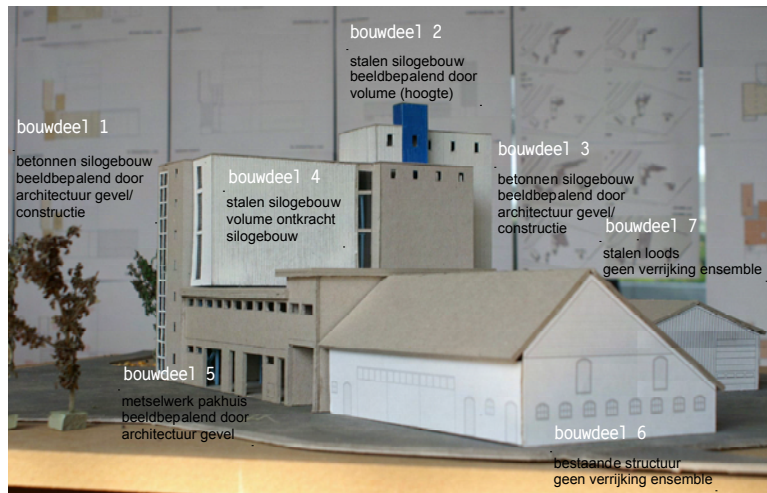 bouwdeel 2
stalen silogebouw
beeldbepalend door
volume (hoogte)
bouwdeel 1
betonnen silogebouw
beeldbepalend door
architectuur gevel/
constructie
bouwdeel 4
stalen silogebouw
volume ontkracht
silogebouw
bouwdeel 3
betonnen silogebouw
beeldbepalend door
architectuur gevel/
constructie
bouwdeel 7
stalen loods
geen verrijking ensemble
bouwdeel 5
metselwerk pakhuis
beeldbepalend door
architectuur gevel
bouwdeel 6
bestaande structuur
geen verrijking ensemble